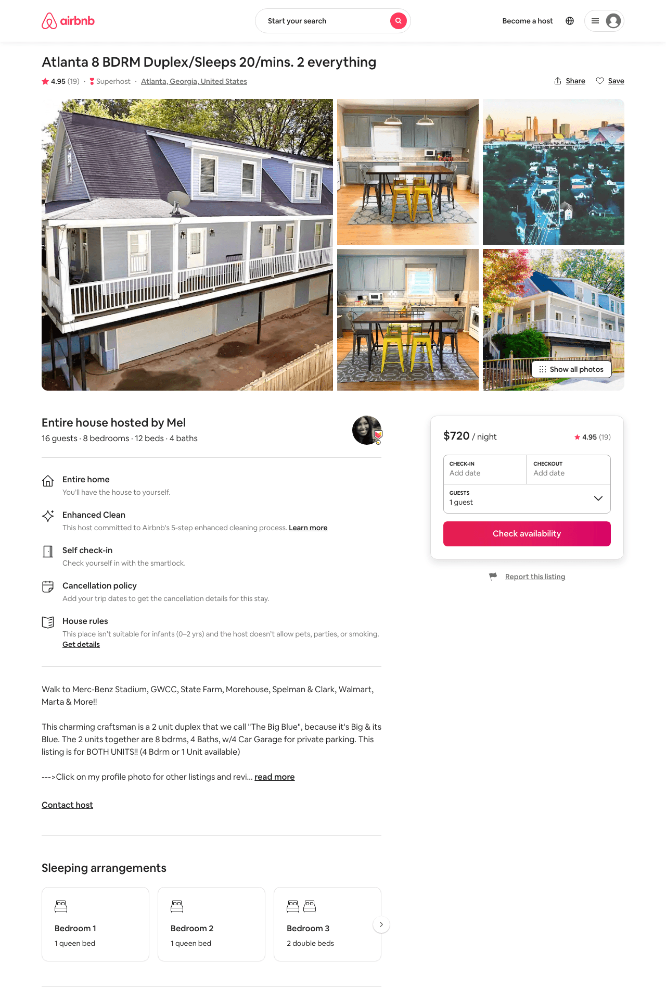 airbnb
Start your search
Become a host
Atlanta 8 BDRM Duplex/Sleeps 20/mins. 2 everything
4.95 (19) · Superhost · Atlanta, Georgia, United States
Share
Save
Show all photos
Entire house hosted by Mel
16 guests · 8 bedrooms · 12 beds · 4 baths
$720 / night
4.95 (19)
CHECK-IN
Add date
CHECKOUT
Add date
GUESTS
1 guest
Check availability
Report this listing
Entire home
You'll have the house to yourself.
Enhanced Clean
This host committed to Airbnb's 5-step enhanced cleaning process. Learn more
Self check-in
Check yourself in with the smartlock.
Cancellation policy
Add your trip dates to get the cancellation details for this stay.
House rules
This place isn't suitable for infants (0–2 yrs) and the host doesn't allow pets, parties, or smoking.
Get details
Walk to Merc-Benz Stadium, GWCC, State Farm, Morehouse, Spelman & Clark, Walmart,
Marta & More!!
This charming craftsman is a 2 unit duplex that we call "The Big Blue", because it's Big & its
Blue. The 2 units together are 8 bdrms, 4 Baths, w/4 Car Garage for private parking. This
listing is for BOTH UNITS!! (4 Bdrm or 1 Unit available)
--->Click on my profile photo for other listings and revi... read more
Contact host
Sleeping arrangements
Bedroom 1
1 queen bed
Bedroom 2
1 queen bed
Bedroom 3
2 double beds